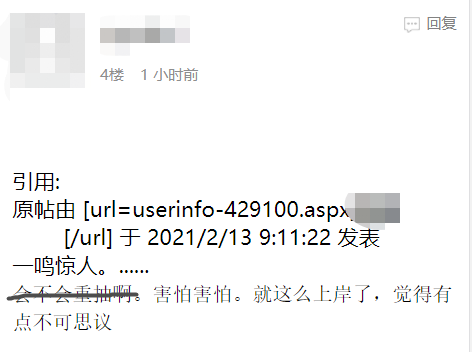 回复
4楼 1 小时前
引用:
原帖由 [url=userinfo-429100.aspx
[/url] 于 2021/2/13 9:11:22 发表
一鸣惊人。......
会不会重抽啊。害怕害怕。就这么上岸了，觉得有
点不可思议